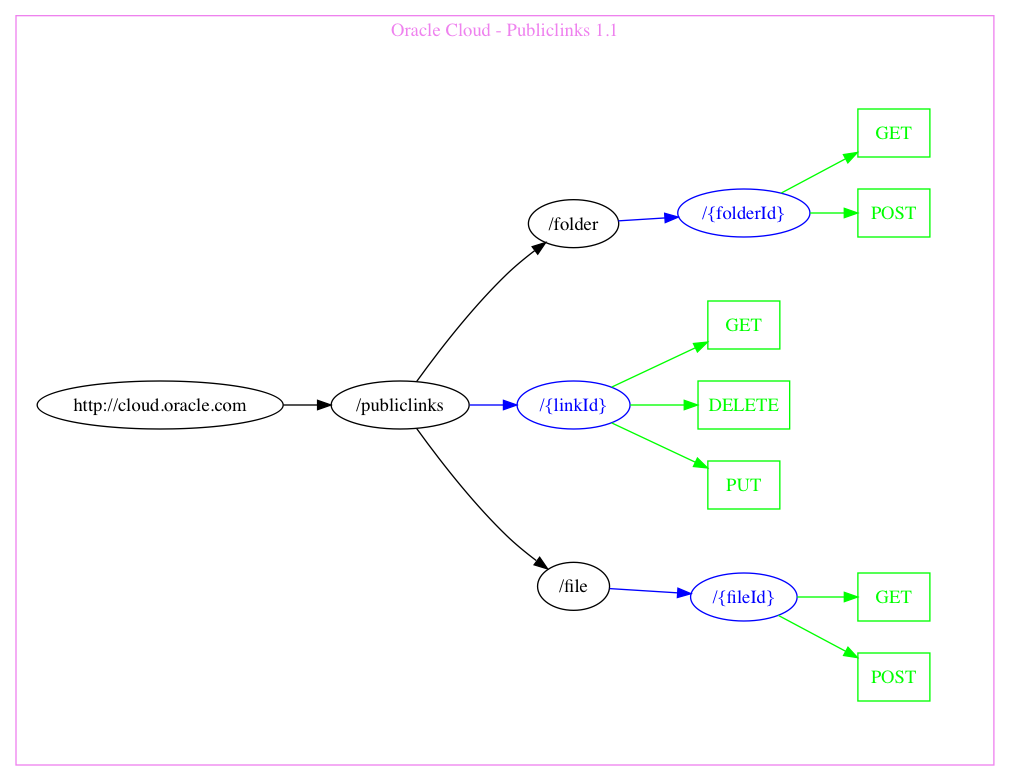 Oracle Cloud - Publiclinks 1.1
GET
/{folderId}
POST
/folder
GET
http://cloud.oracle.com
/publiclinks
/{linkId}
DELETE
PUT
/file
/{fileId}
GET
POST